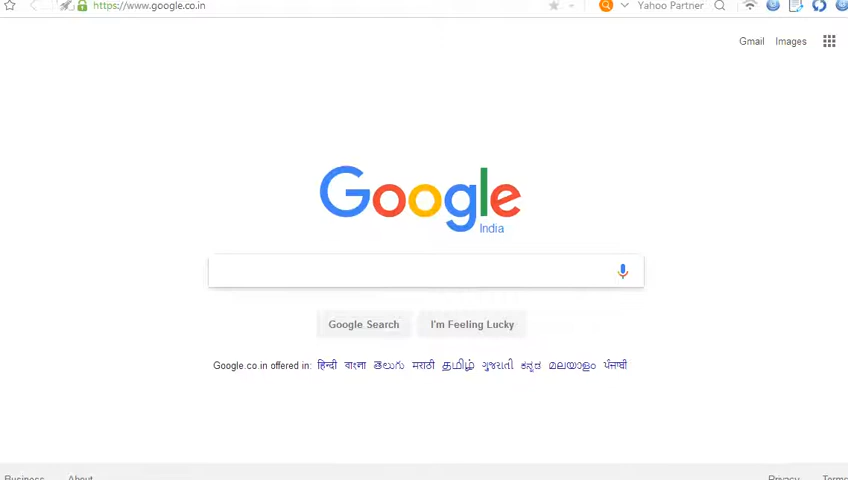 https://www.google.co.in
Yahoo Partner
Gmail Images
Google
India
Google Search I'm Feeling Lucky
Google.co.in offered in: हिन्दी বাংলা తెలుగు मराठी தமிழ் ગુજરાતી ಕನ್ನಡ മലയാളം ਪੰਜਾਬੀ
Business About Privacy Terms